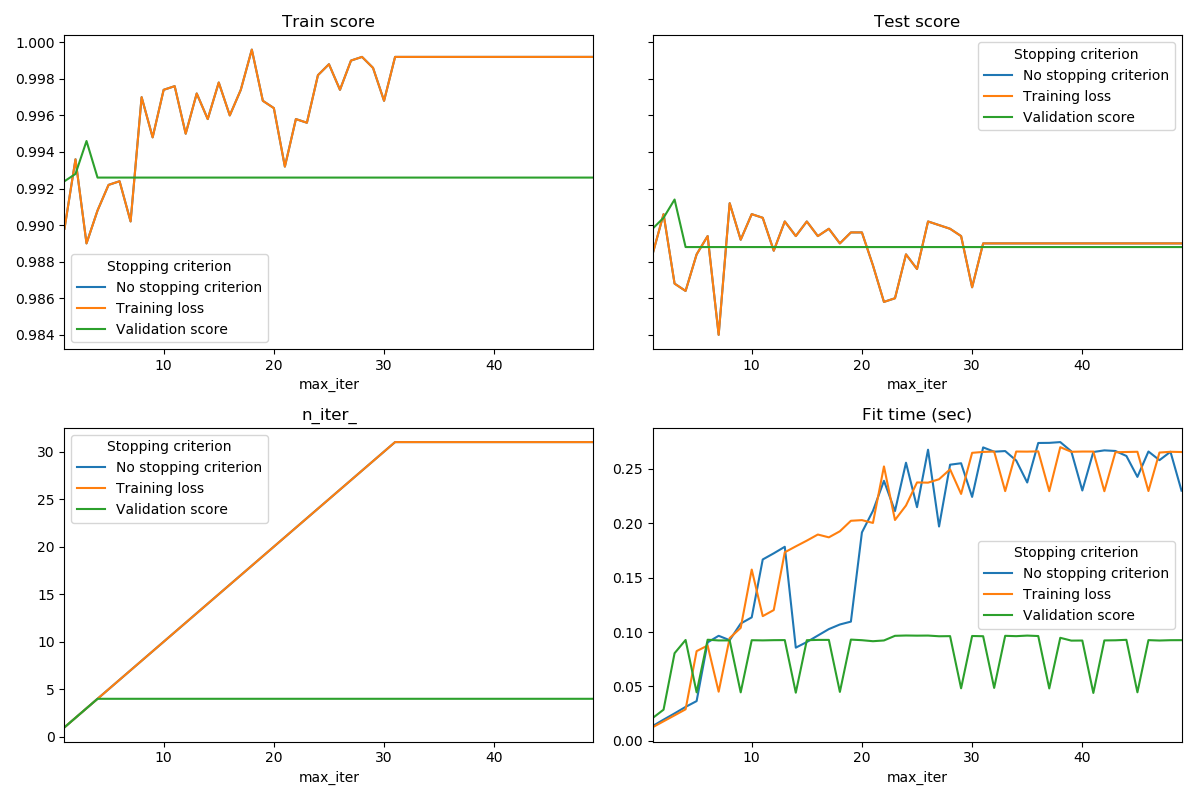 Train score
1.000
0.998
0.996
0.994
0.992
0.990
0.988
0.986
0.984
Stopping criterion
No stopping criterion
Training loss
Validation score
10
20
30
40
max_iter
Test score
Stopping criterion
No stopping criterion
Training loss
Validation score
10
20
30
40
max_iter
n_iter_
30
25
20
15
10
5
0
Stopping criterion
No stopping criterion
Training loss
Validation score
10
20
30
40
max_iter
Fit time (sec)
0.25
0.20
0.15
0.10
0.05
0.00
Stopping criterion
No stopping criterion
Training loss
Validation score
10
20
30
40
max_iter